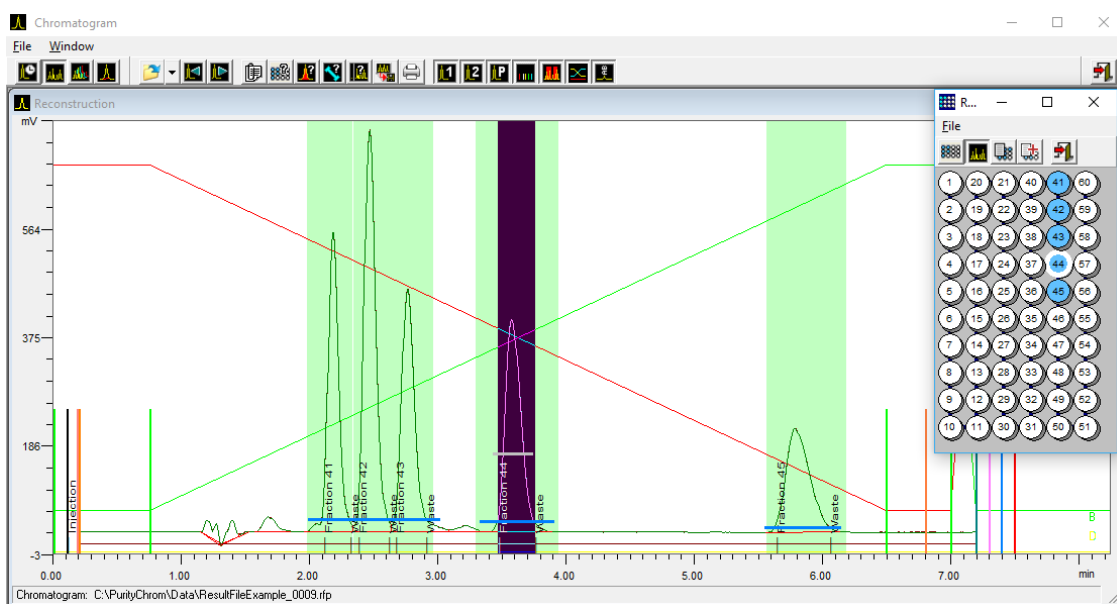 Chromatogram
File Window
Reconstruction
mV
564
375
186
-3
Injection
Fraction 41
Waste
Fraction 42
Waste
Fraction 43
Waste
Fraction 44
Waste
Fraction 45
Waste
B
D
0.00 1.00 2.00 3.00 4.00 5.00 6.00 min
Chromatogram: C:\PurityChrom\Data\ResultFileExample_0009.rfp
R...
File
1 20 21 40 41 60
2 19 22 39 42 59
3 18 23 38 43 58
4 17 24 37 44 57
5 16 25 36 45 56
6 15 26 35 46 55
7 14 27 34 47 54
8 13 28 33 48 53
9 12 29 32 49 52
10 11 30 31 50 51